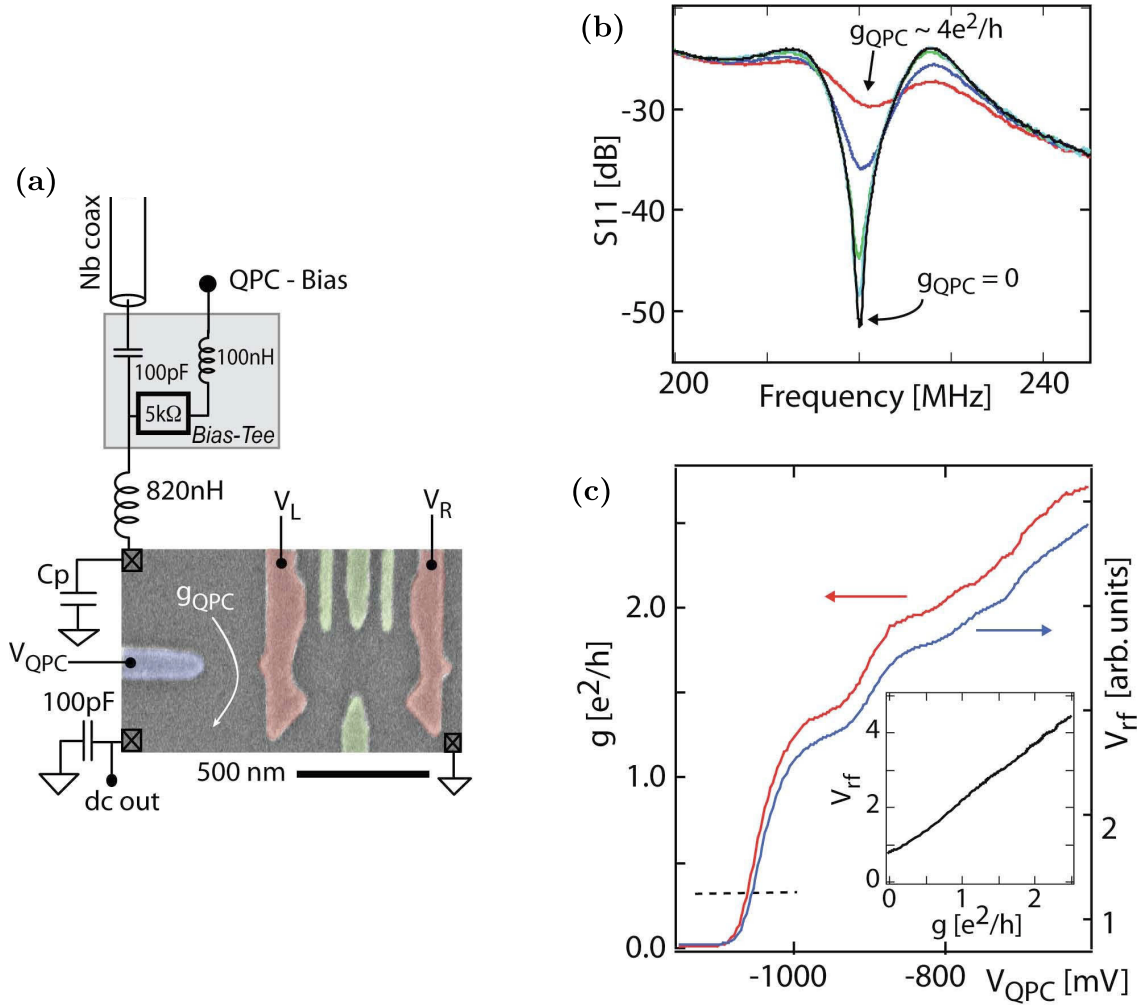 (a)
Nb coax
QPC - Bias
100pF
100nH
5kΩ
Bias-Tee
820nH
V_L
V_R
Cp
g_QPC
V_QPC
100pF
500 nm
dc out
(b)
g_QPC ~ 4e²/h
-30
-40
-50
S11 [dB]
g_QPC = 0
200
240
Frequency [MHz]
(c)
2.0
1.0
0.0
g [e²/h]
V_rf [arb. units]
2
1
4
2
0
V_rf
0
1
2
g [e²/h]
-1000
-800
V_QPC [mV]